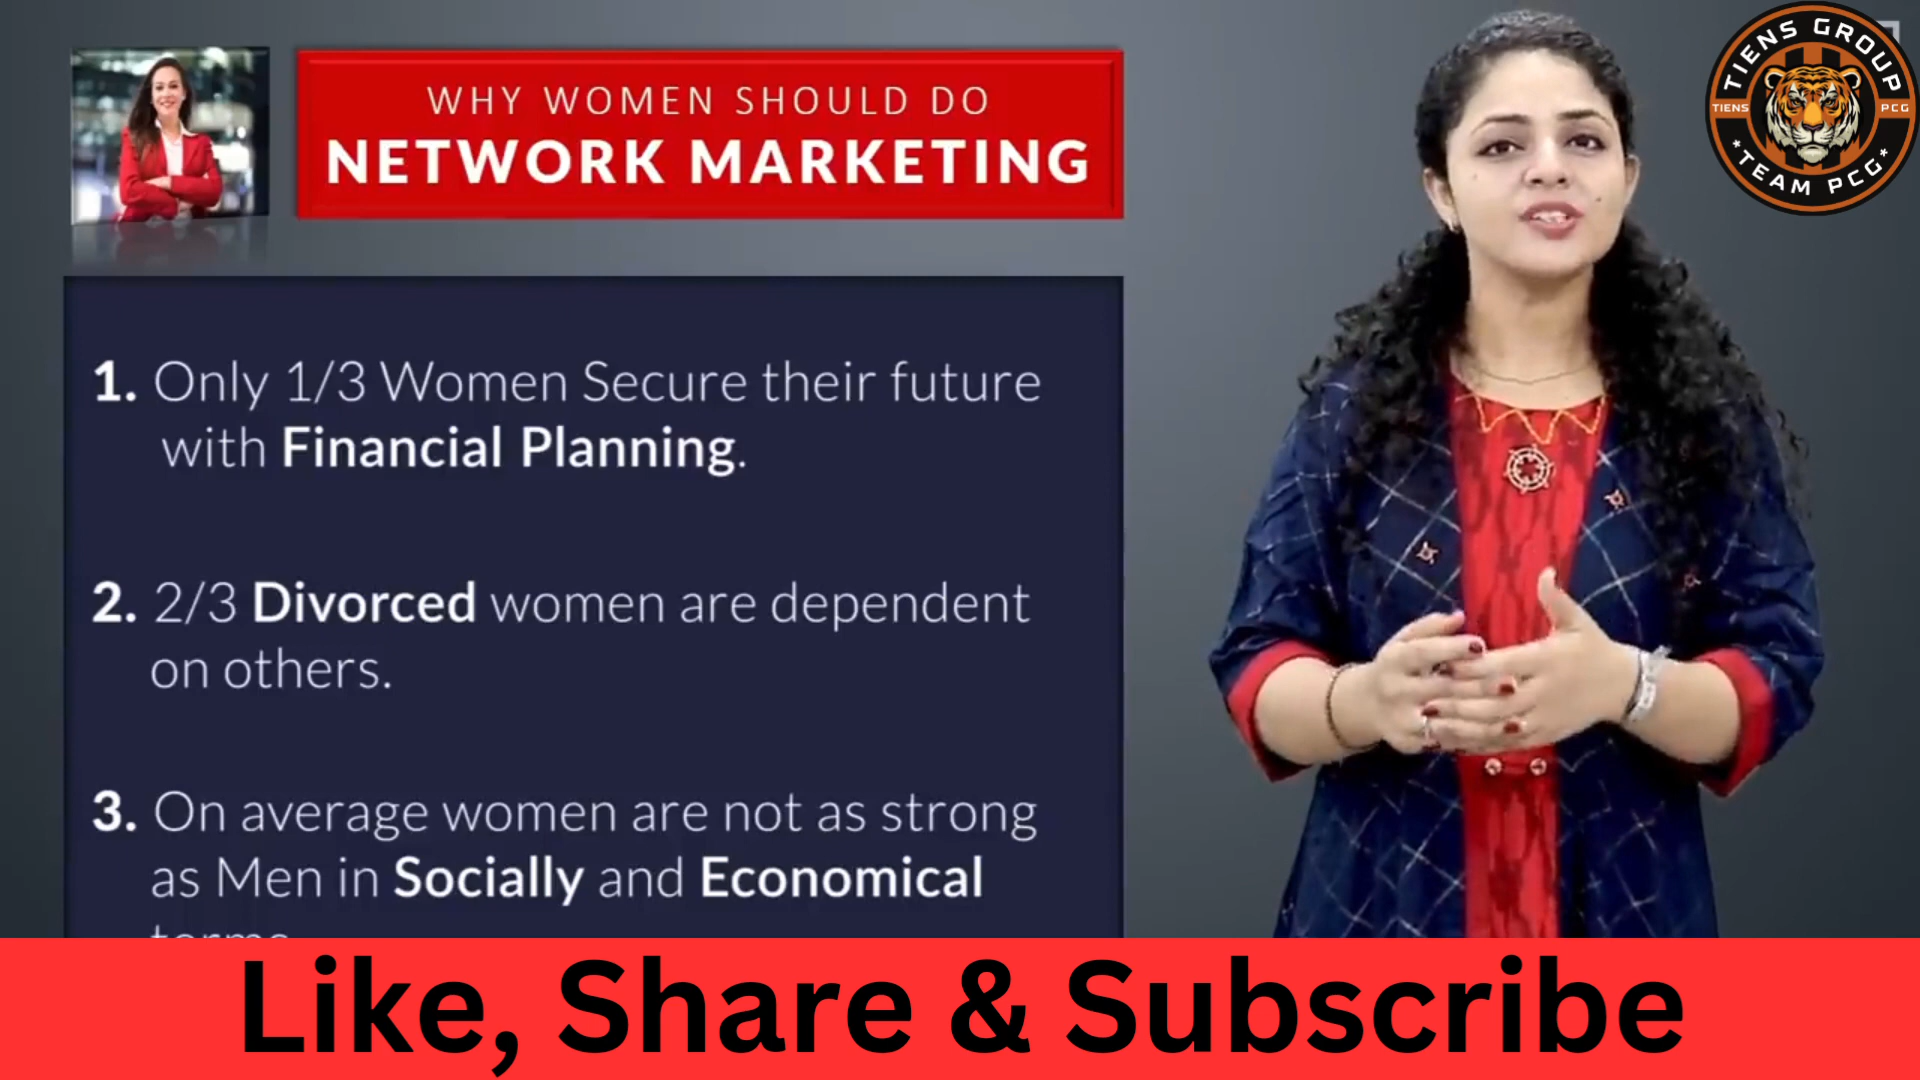 WHY WOMEN SHOULD DO
NETWORK MARKETING
TIENS GROUP
TIENS PCG
*TEAM PCG*
1. Only 1/3 Women Secure their future
with Financial Planning.
2. 2/3 Divorced women are dependent
on others.
3. On average women are not as strong
as Men in Socially and Economical
terms
Like, Share & Subscribe